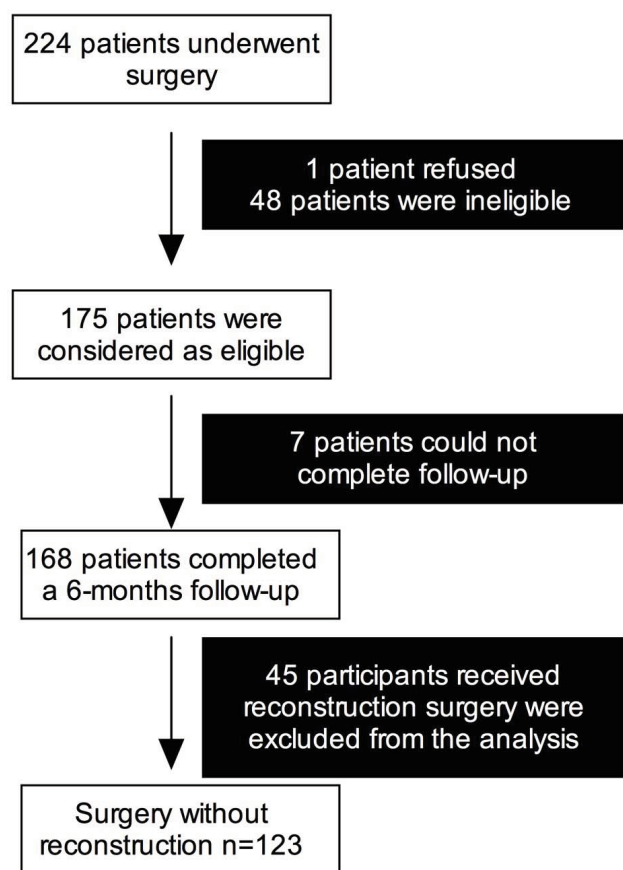 224 patients underwent
surgery
1 patient refused
48 patients were ineligible
175 patients were
considered as eligible
7 patients could not
complete follow-up
168 patients completed
a 6-months follow-up
45 participants received
reconstruction surgery were
excluded from the analysis
Surgery without
reconstruction n=123